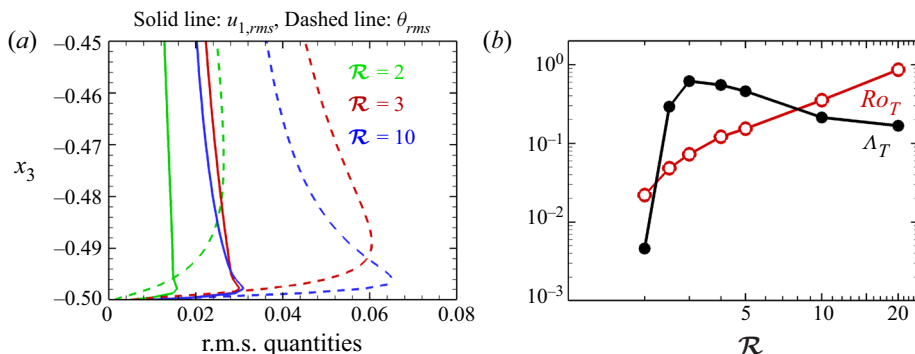 Solid line: u1,rms, Dashed line: θrms
(a)
–0.45
–0.46
–0.47
–0.48
–0.49
–0.50
x3
ℛ = 2
ℛ = 3
ℛ = 10
0
0.02
0.04
0.06
0.08
r.m.s. quantities
(b)
10^0
10^–1
10^–2
10^–3
RoT
ΛT
5
10
20
ℛ